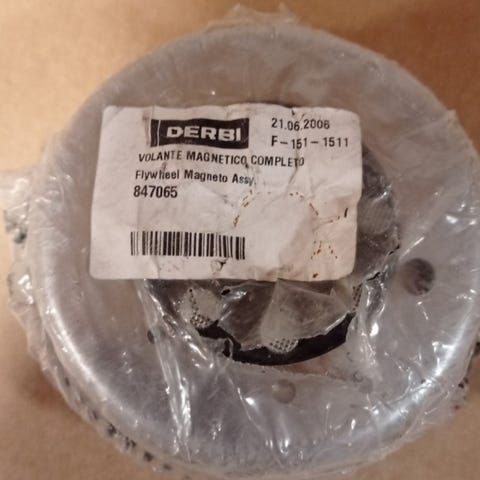 DERBI
21.06.2006
F-151-1511
VOLANTE MAGNETICO COMPLETO
Flywheel Magneto Assy.
847065